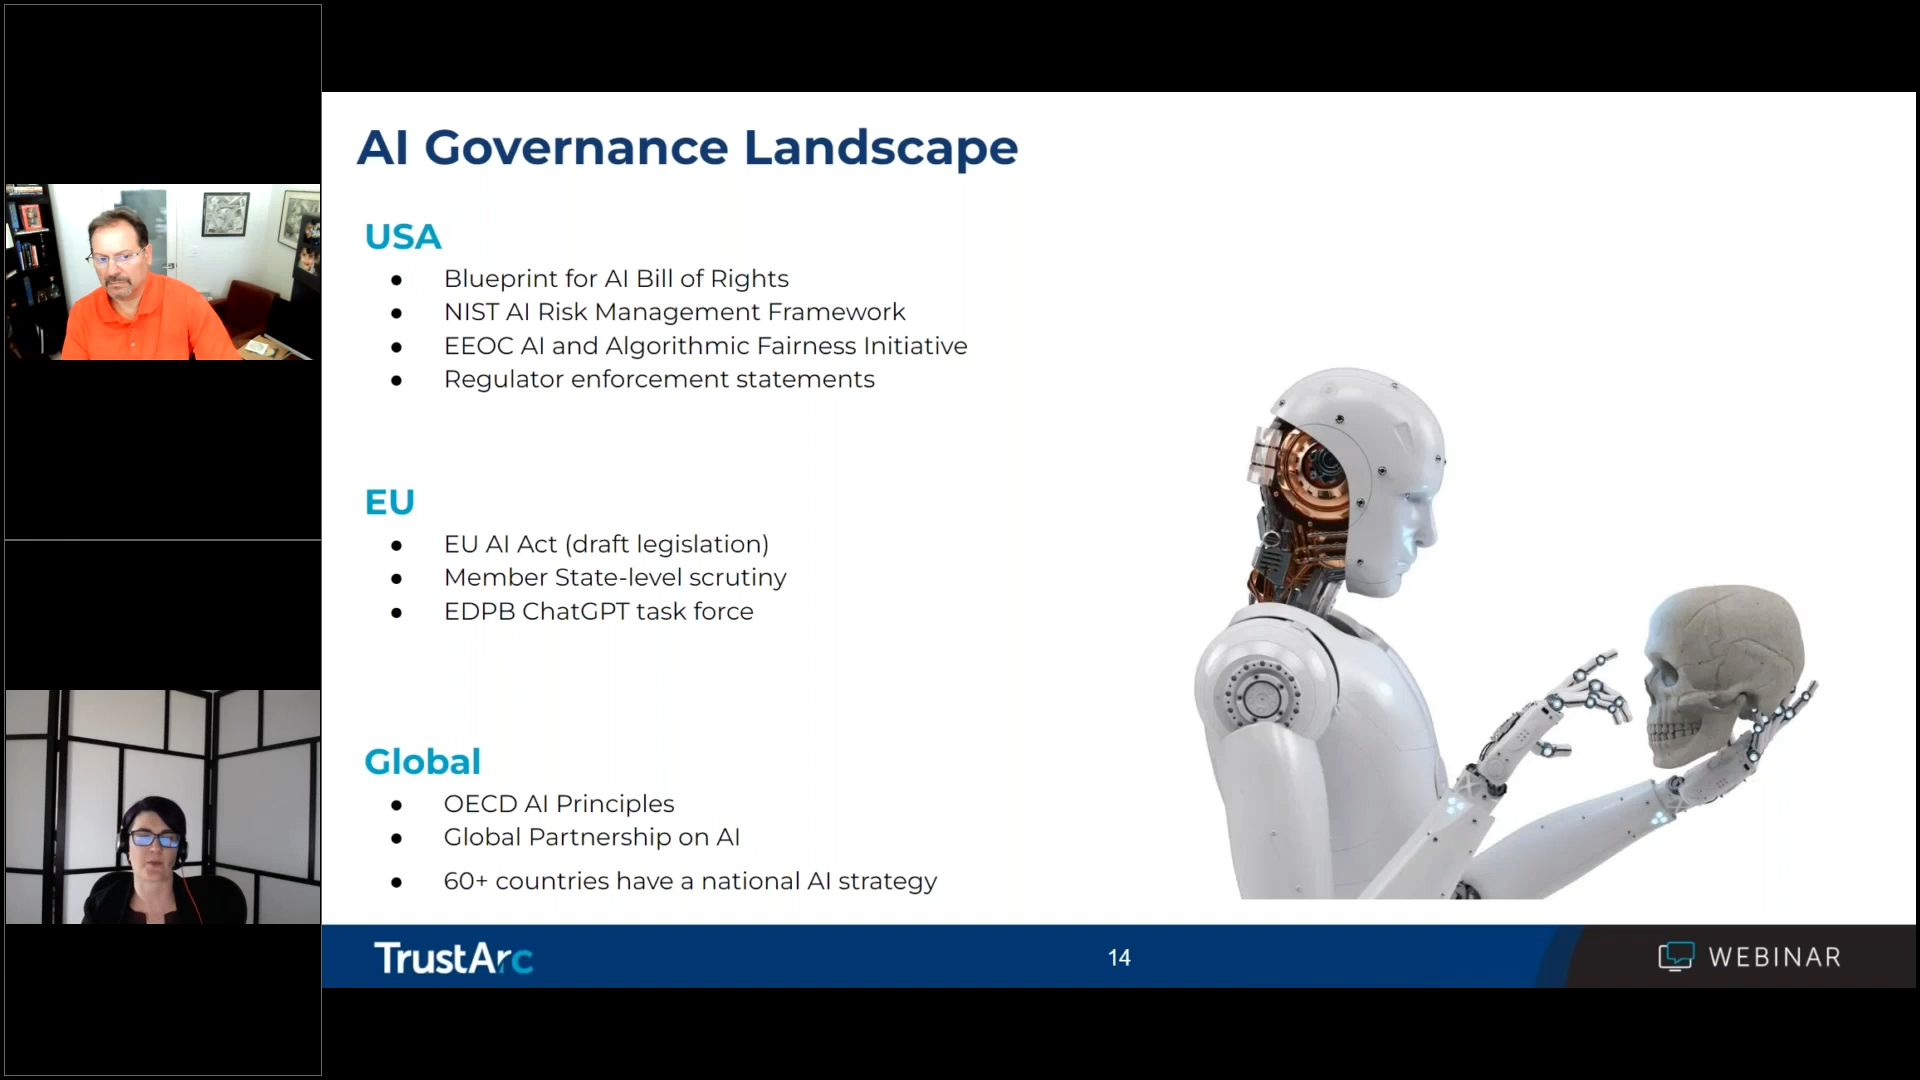 AI Governance Landscape
USA
● Blueprint for AI Bill of Rights
● NIST AI Risk Management Framework
● EEOC AI and Algorithmic Fairness Initiative
● Regulator enforcement statements
EU
● EU AI Act (draft legislation)
● Member State-level scrutiny
● EDPB ChatGPT task force
Global
● OECD AI Principles
● Global Partnership on AI
● 60+ countries have a national AI strategy
TrustArc
14
WEBINAR